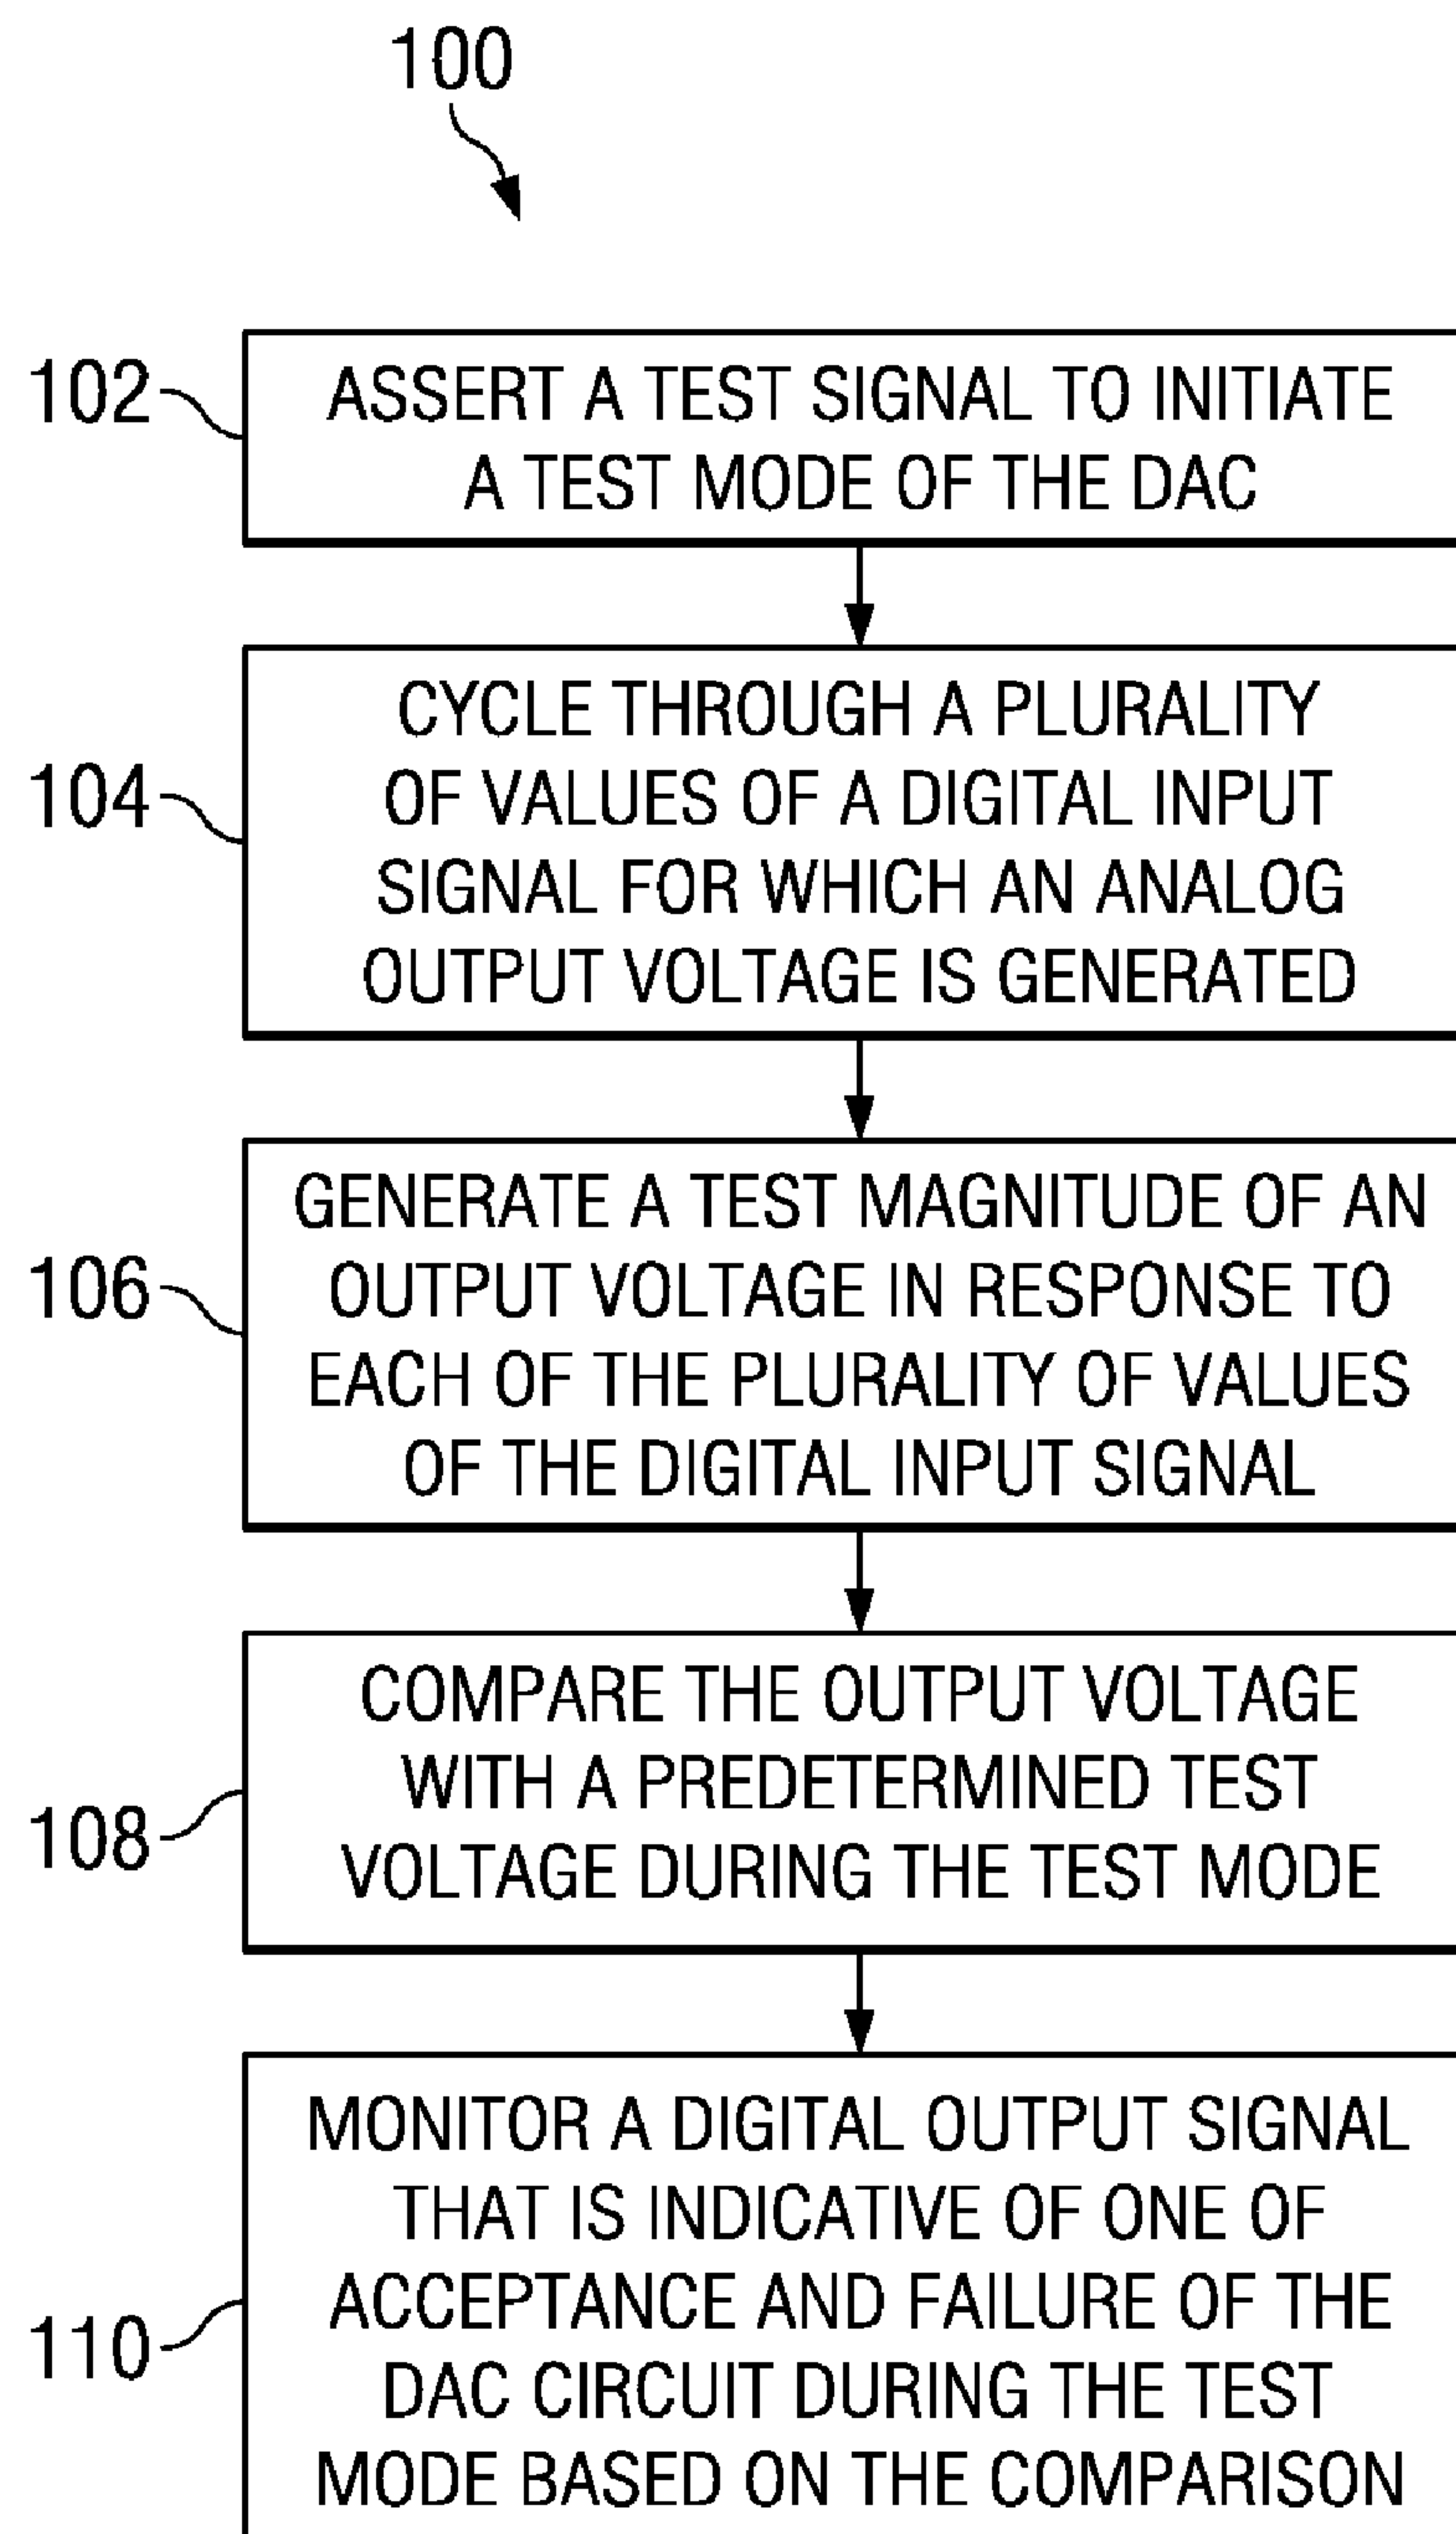 100
102
ASSERT A TEST SIGNAL TO INITIATE
A TEST MODE OF THE DAC
104
CYCLE THROUGH A PLURALITY
OF VALUES OF A DIGITAL INPUT
SIGNAL FOR WHICH AN ANALOG
OUTPUT VOLTAGE IS GENERATED
106
GENERATE A TEST MAGNITUDE OF AN
OUTPUT VOLTAGE IN RESPONSE TO
EACH OF THE PLURALITY OF VALUES
OF THE DIGITAL INPUT SIGNAL
108
COMPARE THE OUTPUT VOLTAGE
WITH A PREDETERMINED TEST
VOLTAGE DURING THE TEST MODE
110
MONITOR A DIGITAL OUTPUT SIGNAL
THAT IS INDICATIVE OF ONE OF
ACCEPTANCE AND FAILURE OF THE
DAC CIRCUIT DURING THE TEST
MODE BASED ON THE COMPARISON